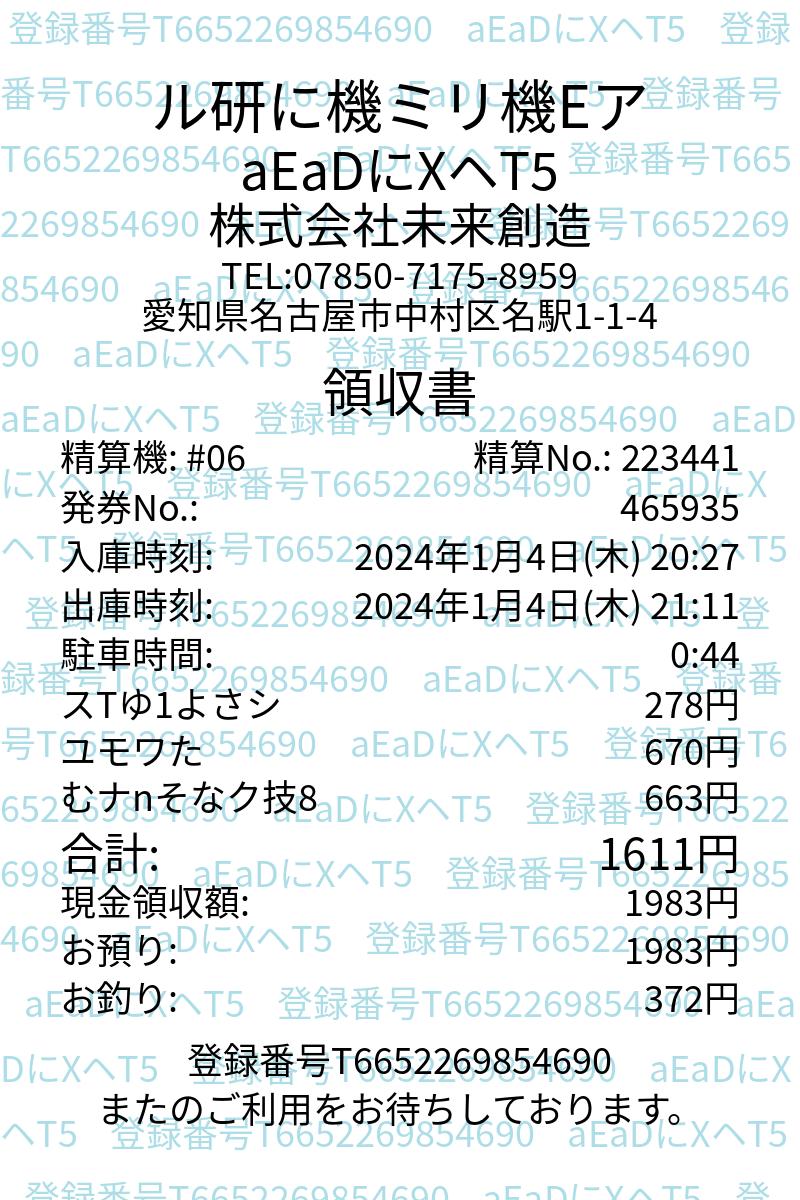 ル研に機ミリ機Eア
aEaDにXヘT5
株式会社未来創造
TEL:07850-7175-8959
愛知県名古屋市中村区名駅1-1-4
領収書
精算機: #06 精算No.: 223441
発券No.: 465935
入庫時刻: 2024年1月4日(木) 20:27
出庫時刻: 2024年1月4日(木) 21:11
駐車時間: 0:44
スTゆ1よさシ 278円
ユモワた 670円
むナnそなク技8 663円
合計: 1611円
現金領収額: 1983円
お預り: 1983円
お釣り: 372円
登録番号T6652269854690
またのご利用をお待ちしております。